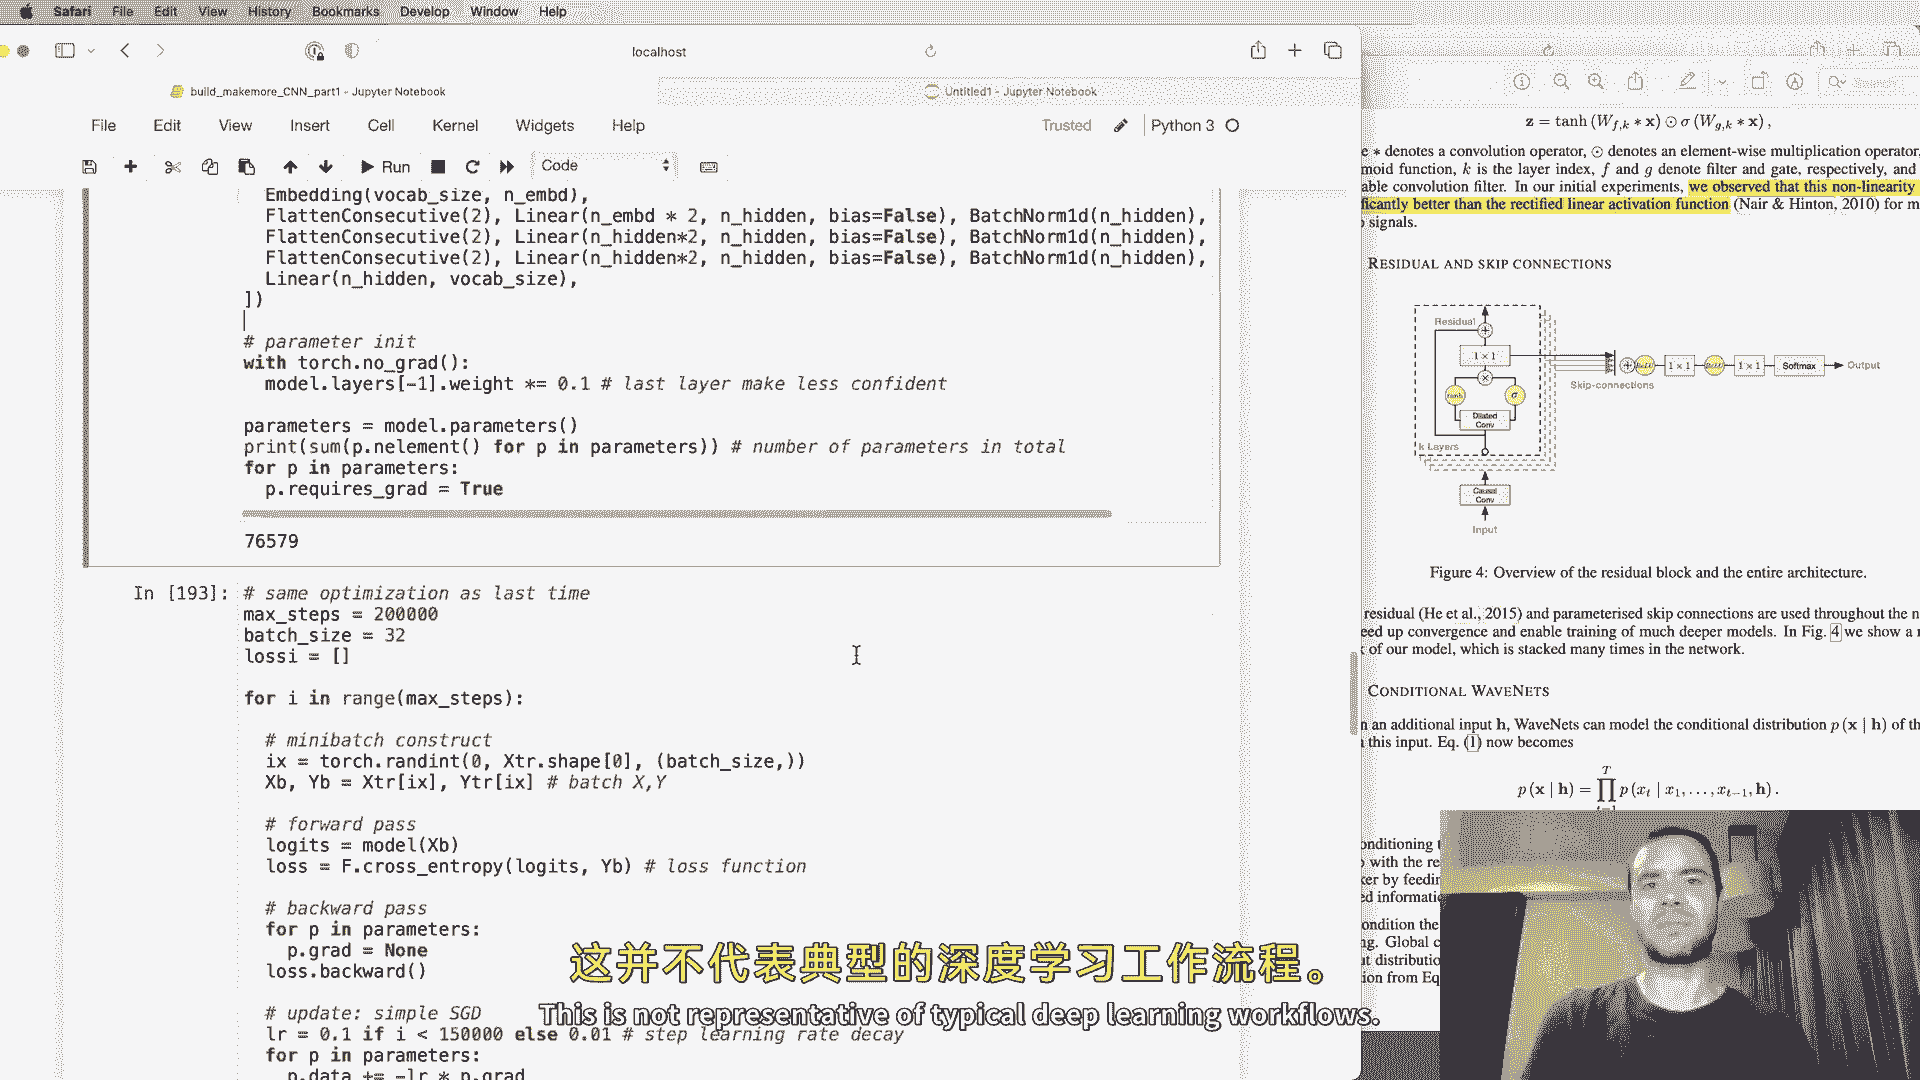 Safari File Edit View History Bookmarks Develop Window Help
localhost
build_makemore_CNN_part1 - Jupyter Notebook
Untitled1 - Jupyter Notebook
Search
File Edit View Insert Cell Kernel Widgets Help
Trusted
Python 3
Run
Code
Embedding(vocab_size, n_embd),
FlattenConsecutive(2), Linear(n_embd * 2, n_hidden, bias=False), BatchNorm1d(n_hidden),
FlattenConsecutive(2), Linear(n_hidden*2, n_hidden, bias=False), BatchNorm1d(n_hidden),
FlattenConsecutive(2), Linear(n_hidden*2, n_hidden, bias=False), BatchNorm1d(n_hidden),
Linear(n_hidden, vocab_size),
])
# parameter init
with torch.no_grad():
model.layers[-1].weight *= 0.1 # last layer make less confident
parameters = model.parameters()
print(sum(p.nelement() for p in parameters)) # number of parameters in total
for p in parameters:
p.requires_grad = True
76579
In [193]: # same optimization as last time
max_steps = 200000
batch_size = 32
lossi = []
for i in range(max_steps):
# minibatch construct
ix = torch.randint(0, Xtr.shape[0], (batch_size,))
Xb, Yb = Xtr[ix], Ytr[ix] # batch X,Y
# forward pass
logits = model(Xb)
loss = F.cross_entropy(logits, Yb) # loss function
# backward pass
for p in parameters:
p.grad = None
loss.backward()
# update: simple SGD
lr = 0.1 if i < 150000 else 0.01 # step learning rate decay
for p in parameters:
p.data += -lr * p.grad
z = tanh (W_{f,k} ∗ x) ⊙ σ (W_{g,k} ∗ x) ,
∗ denotes a convolution operator, ⊙ denotes an element-wise multiplication operator,
moid function, k is the layer index, f and g denote filter and gate, respectively, and
able convolution filter. In our initial experiments, we observed that this non-linearity
ficantly better than the rectified linear activation function (Nair & Hinton, 2010) for m
signals.
RESIDUAL AND SKIP CONNECTIONS
Residual
+
1 × 1
×
tanh
σ
Dilated
Conv
k Layers
Causal
Conv
Input
Skip-connections
+
ReLU
1 × 1
ReLU
1 × 1
Softmax
Output
Figure 4: Overview of the residual block and the entire architecture.
residual (He et al., 2015) and parameterised skip connections are used throughout the n
eed up convergence and enable training of much deeper models. In Fig. 4 we show a
of our model, which is stacked many times in the network.
CONDITIONAL WAVENETS
n an additional input h, WaveNets can model the conditional distribution p (x | h) of th
this input. Eq. (1) now becomes
p (x | h) = ∏ p (x_t | x_1, . . . , x_{t−1}, h) .
T
onditioning
with the re
ker by feedin
ed informatio
ondition the
ng. Global c
ut distributio
ion from Eq
这并不代表典型的深度学习工作流程。
This is not representative of typical deep learning workflows.